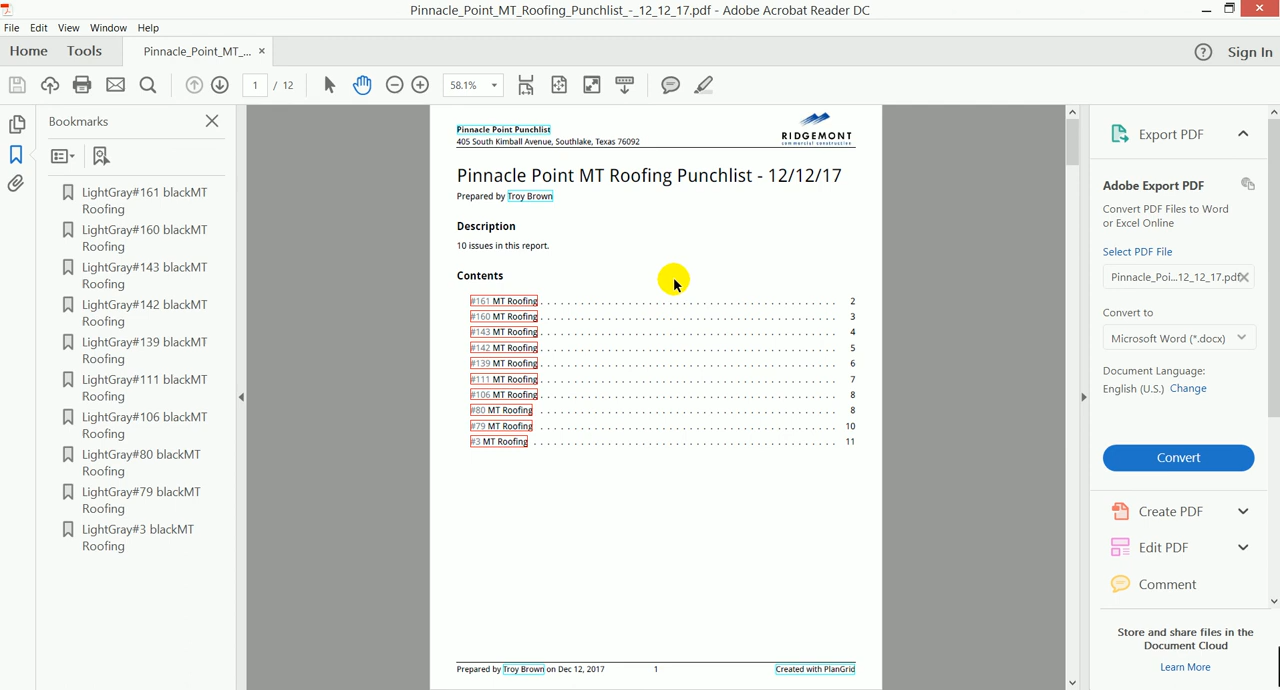 Pinnacle_Point_MT_Roofing_Punchlist_-_12_12_17.pdf - Adobe Acrobat Reader DC
File Edit View Window Help
Home Tools Pinnacle_Point_MT_... × Sign In
1 / 12 58.1%
Bookmarks
LightGray#161 blackMT
Roofing
LightGray#160 blackMT
Roofing
LightGray#143 blackMT
Roofing
LightGray#142 blackMT
Roofing
LightGray#139 blackMT
Roofing
LightGray#111 blackMT
Roofing
LightGray#106 blackMT
Roofing
LightGray#80 blackMT
Roofing
LightGray#79 blackMT
Roofing
LightGray#3 blackMT
Roofing
Pinnacle Point Punchlist
405 South Kimball Avenue, Southlake, Texas 76092
RIDGEMONT
commercial construction
Pinnacle Point MT Roofing Punchlist - 12/12/17
Prepared by Troy Brown
Description
10 issues in this report.
Contents
#161 MT Roofing 2
#160 MT Roofing 3
#143 MT Roofing 4
#142 MT Roofing 5
#139 MT Roofing 6
#111 MT Roofing 7
#106 MT Roofing 8
#80 MT Roofing 8
#79 MT Roofing 10
#3 MT Roofing 11
Prepared by Troy Brown on Dec 12, 2017 1 Created with PlanGrid
Export PDF
Adobe Export PDF
Convert PDF Files to Word
or Excel Online
Select PDF File
Pinnacle_Poi...12_12_17.pdf
Convert to
Microsoft Word (*.docx)
Document Language:
English (U.S.) Change
Convert
Create PDF
Edit PDF
Comment
Store and share files in the
Document Cloud
Learn More